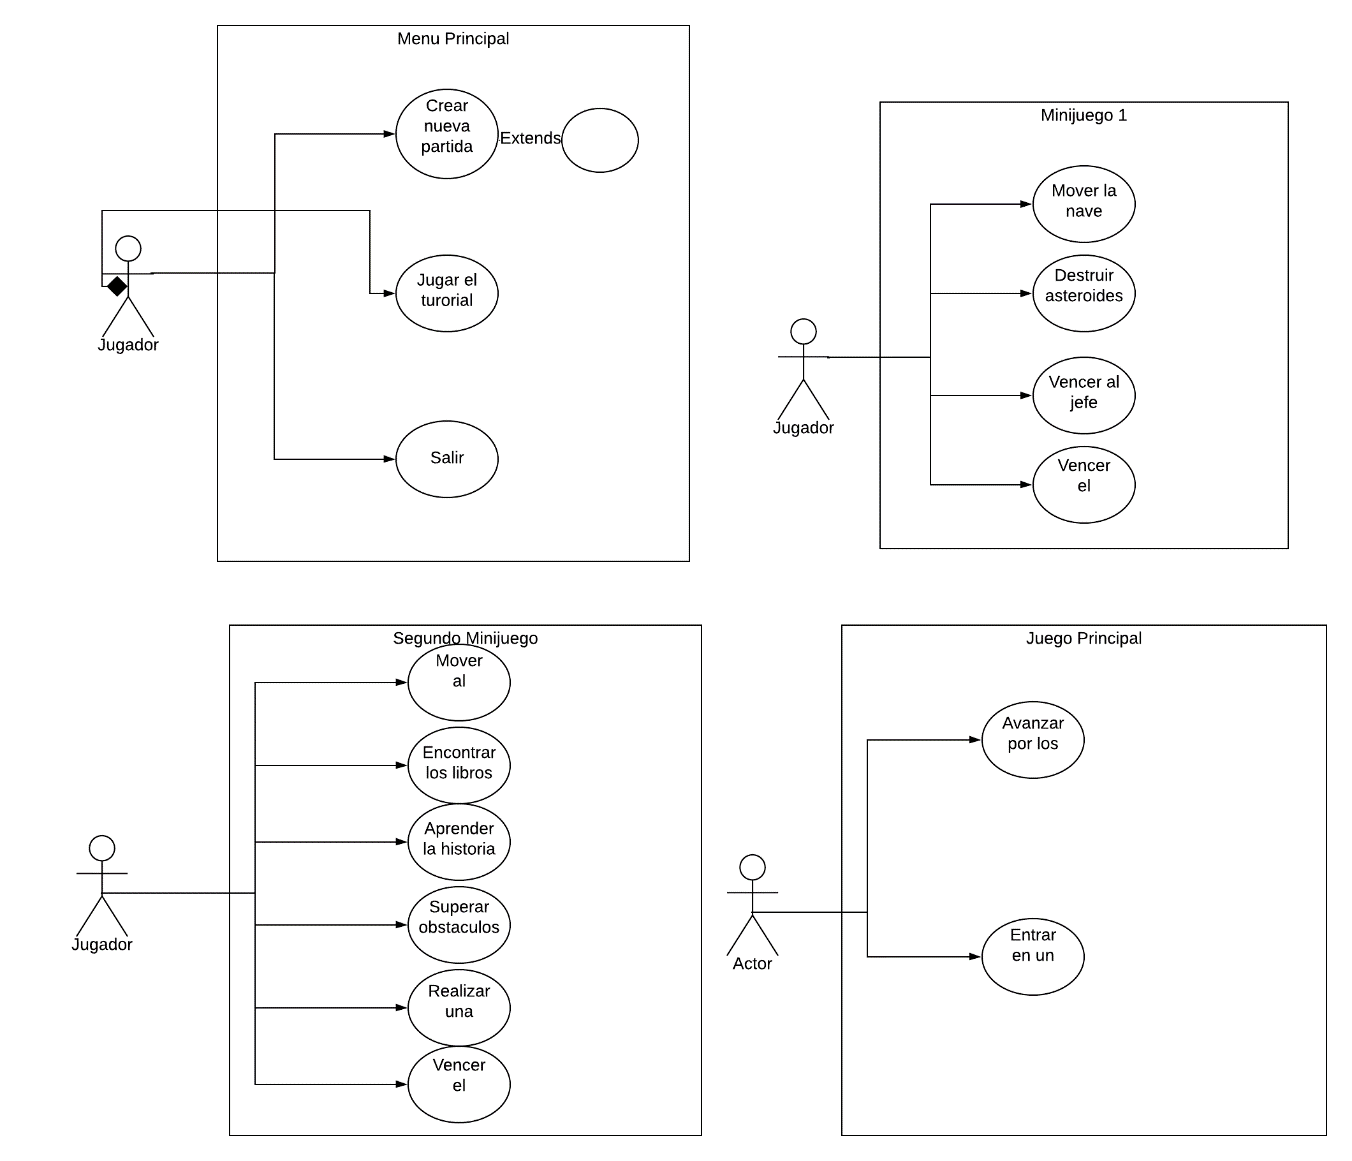 Menu Principal
Crear
nueva
partida
Extends
Jugar el
turorial
Salir
Jugador
Minijuego 1
Mover la
nave
Destruir
asteroides
Vencer al
jefe
Vencer
el
Jugador
Segundo Minijuego
Mover
al
Encontrar
los libros
Aprender
la historia
Superar
obstaculos
Realizar
una
Vencer
el
Jugador
Juego Principal
Avanzar
por los
Entrar
en un
Actor